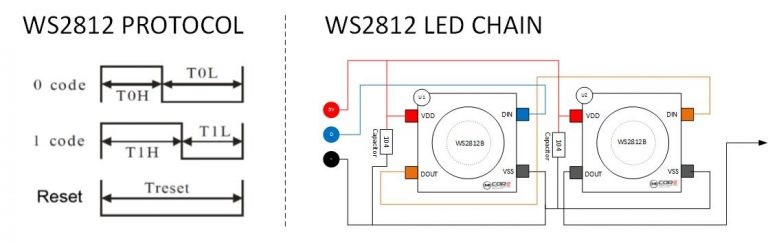 WS2812 PROTOCOL
0 code
T0H
T0L
1 code
T1H
T1L
Reset
Treset
WS2812 LED CHAIN
5V
D
-
Capacitor
104
U1
VDD
DIN
WS2812B
DOUT
VSS
Capacitor
104
U2
VDD
DIN
WS2812B
DOUT
VSS